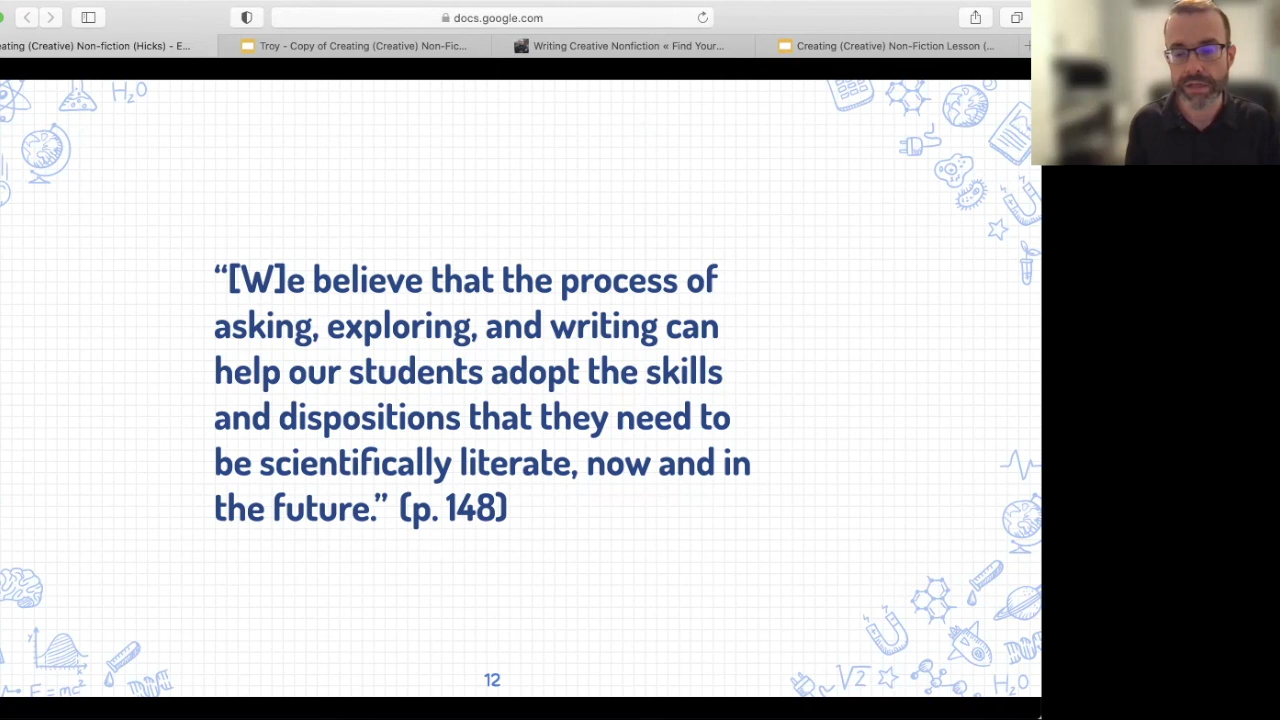 docs.google.com
eating (Creative) Non-fiction (Hicks) - E...
Troy - Copy of Creating (Creative) Non-Fic...
Writing Creative Nonfiction « Find Your...
Creating (Creative) Non-Fiction Lesson (...
H₂O
“[W]e believe that the process of
asking, exploring, and writing can
help our students adopt the skills
and dispositions that they need to
be scientifically literate, now and in
the future.” (p. 148)
y
x
E=mc²
12
√2
H₂O